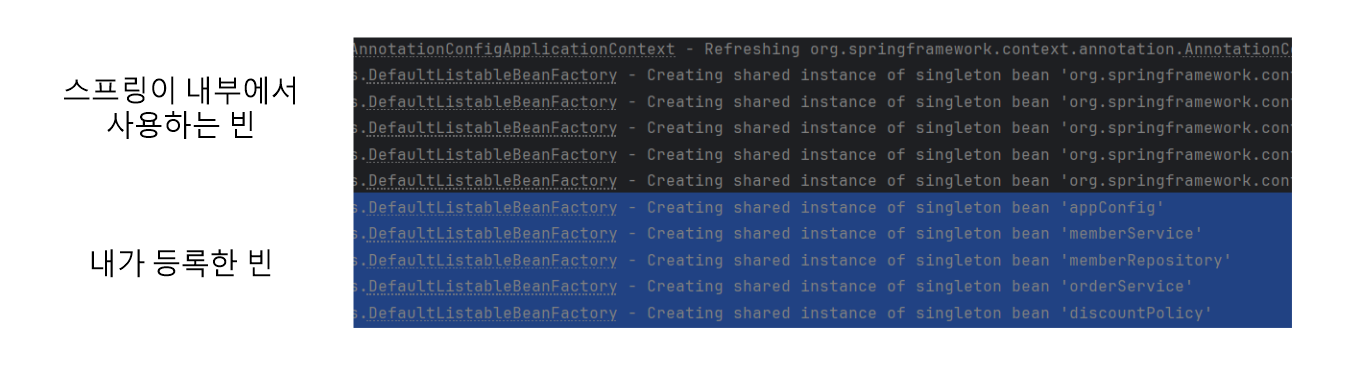 스프링이 내부에서
사용하는 빈
AnnotationConfigApplicationContext - Refreshing org.springframework.context.annotation.AnnotationC
s.DefaultListableBeanFactory - Creating shared instance of singleton bean 'org.springframework.con
s.DefaultListableBeanFactory - Creating shared instance of singleton bean 'org.springframework.con
s.DefaultListableBeanFactory - Creating shared instance of singleton bean 'org.springframework.con
s.DefaultListableBeanFactory - Creating shared instance of singleton bean 'org.springframework.con
s.DefaultListableBeanFactory - Creating shared instance of singleton bean 'org.springframework.con
내가 등록한 빈
s.DefaultListableBeanFactory - Creating shared instance of singleton bean 'appConfig'
s.DefaultListableBeanFactory - Creating shared instance of singleton bean 'memberService'
s.DefaultListableBeanFactory - Creating shared instance of singleton bean 'memberRepository'
s.DefaultListableBeanFactory - Creating shared instance of singleton bean 'orderService'
s.DefaultListableBeanFactory - Creating shared instance of singleton bean 'discountPolicy'